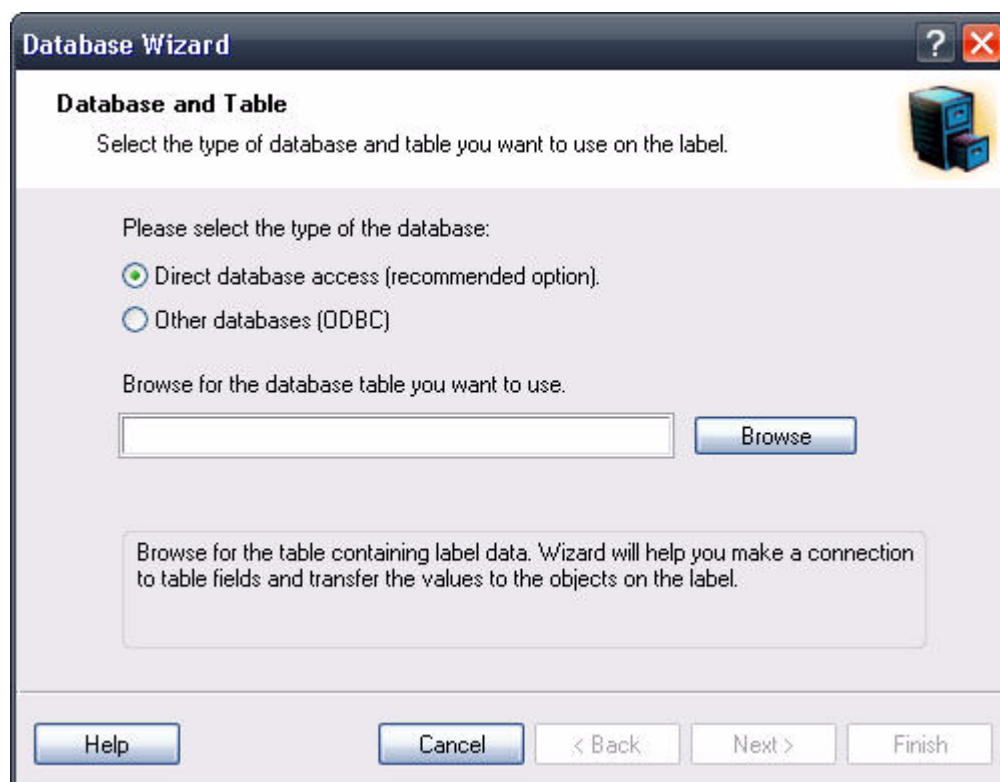 Database Wizard
?
Database and Table
Select the type of database and table you want to use on the label.
Please select the type of the database:
Direct database access (recommended option).
Other databases (ODBC)
Browse for the database table you want to use.
Browse
Browse for the table containing label data. Wizard will help you make a connection
to table fields and transfer the values to the objects on the label.
Help
Cancel
< Back
Next >
Finish